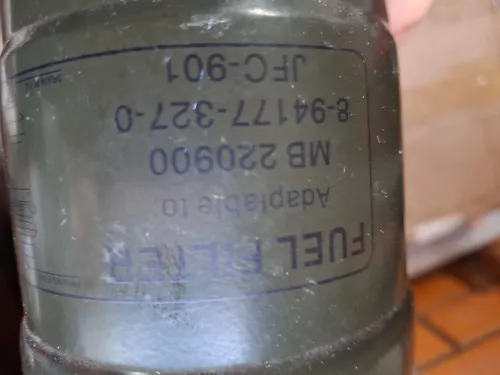 FUEL FILTER
Adaptable to
MB 220900
8-94177-327-0
JFC-901